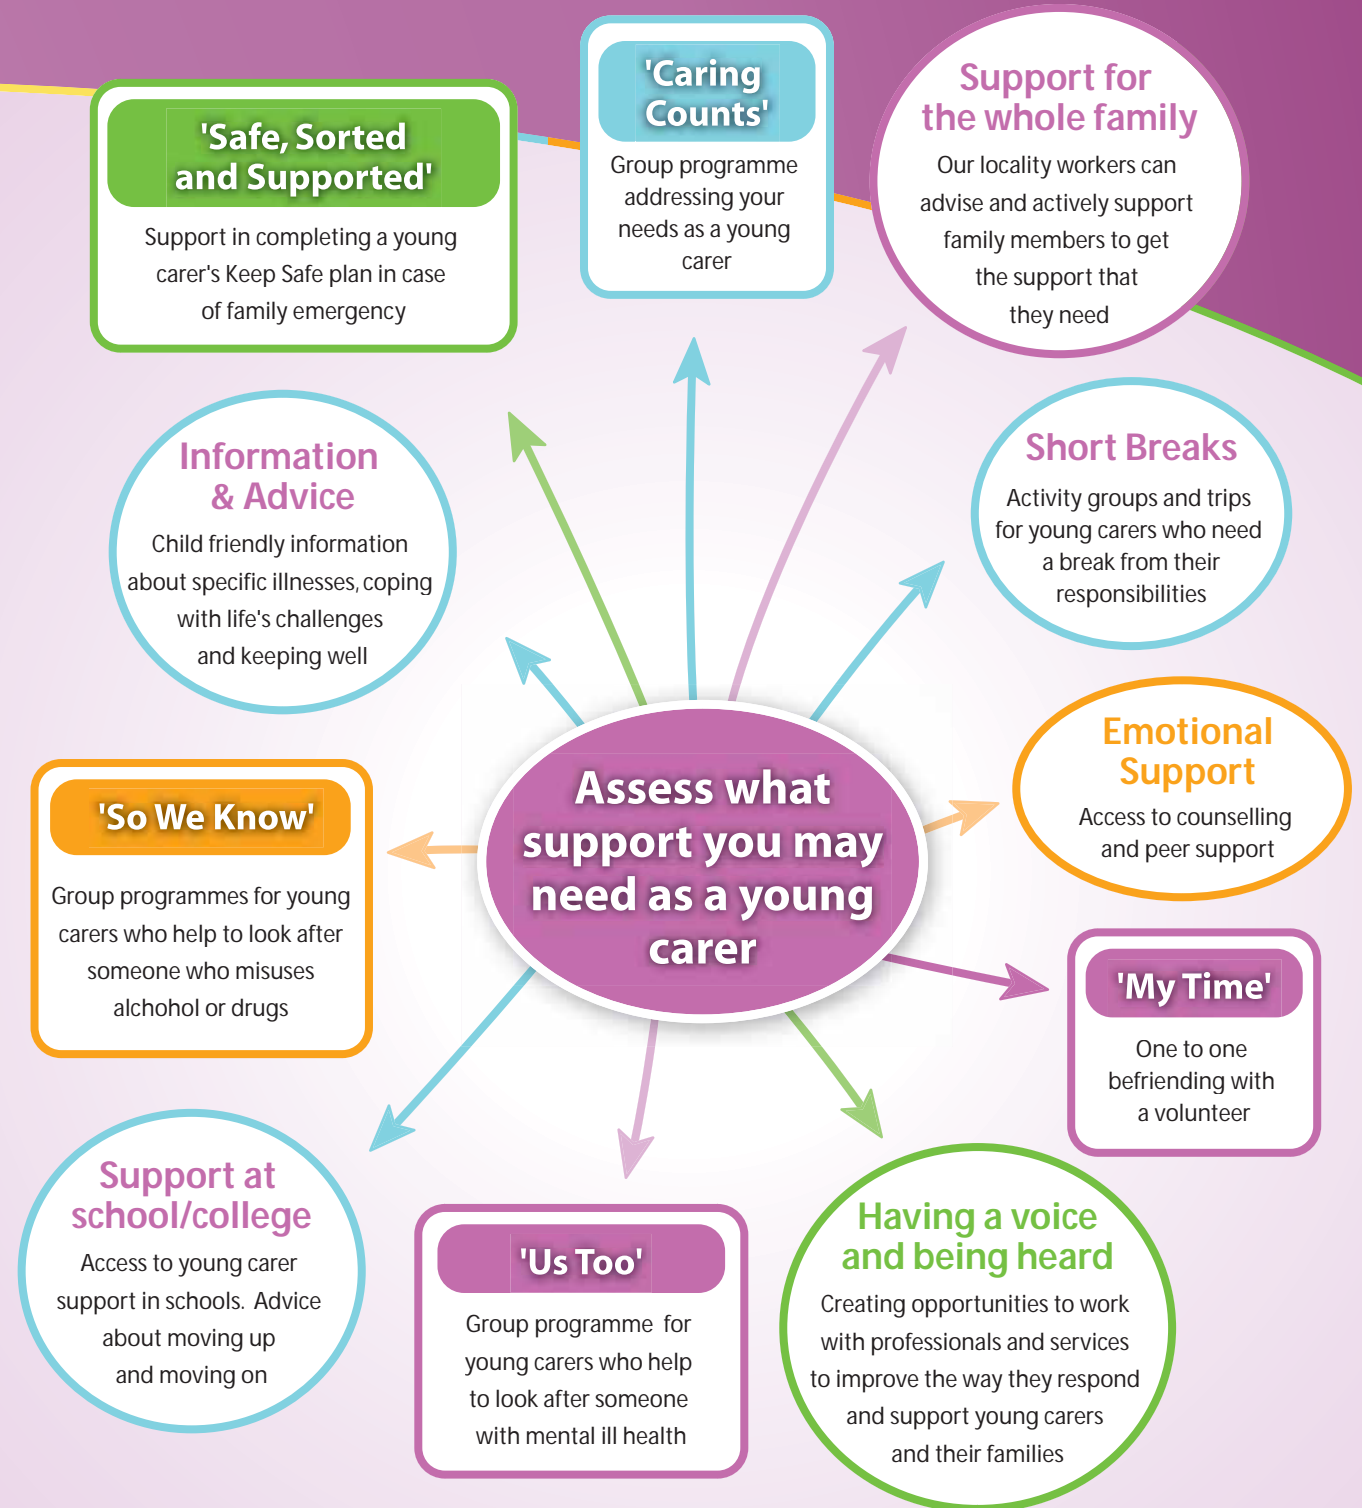 'Safe, Sorted
and Supported'
Support in completing a young
carer's Keep Safe plan in case
of family emergency
'Caring
Counts'
Group programme
addressing your
needs as a young
carer
Support for
the whole family
Our locality workers can
advise and actively support
family members to get
the support that
they need
Information
& Advice
Child friendly information
about specific illnesses, coping
with life's challenges
and keeping well
Short Breaks
Activity groups and trips
for young carers who need
a break from their
responsibilities
Assess what
support you may
need as a young
carer
Emotional
Support
Access to counselling
and peer support
'So We Know'
Group programmes for young
carers who help to look after
someone who misuses
alchohol or drugs
'My Time'
One to one
befriending with
a volunteer
Support at
school/college
Access to young carer
support in schools. Advice
about moving up
and moving on
'Us Too'
Group programme for
young carers who help
to look after someone
with mental ill health
Having a voice
and being heard
Creating opportunities to work
with professionals and services
to improve the way they respond
and support young carers
and their families